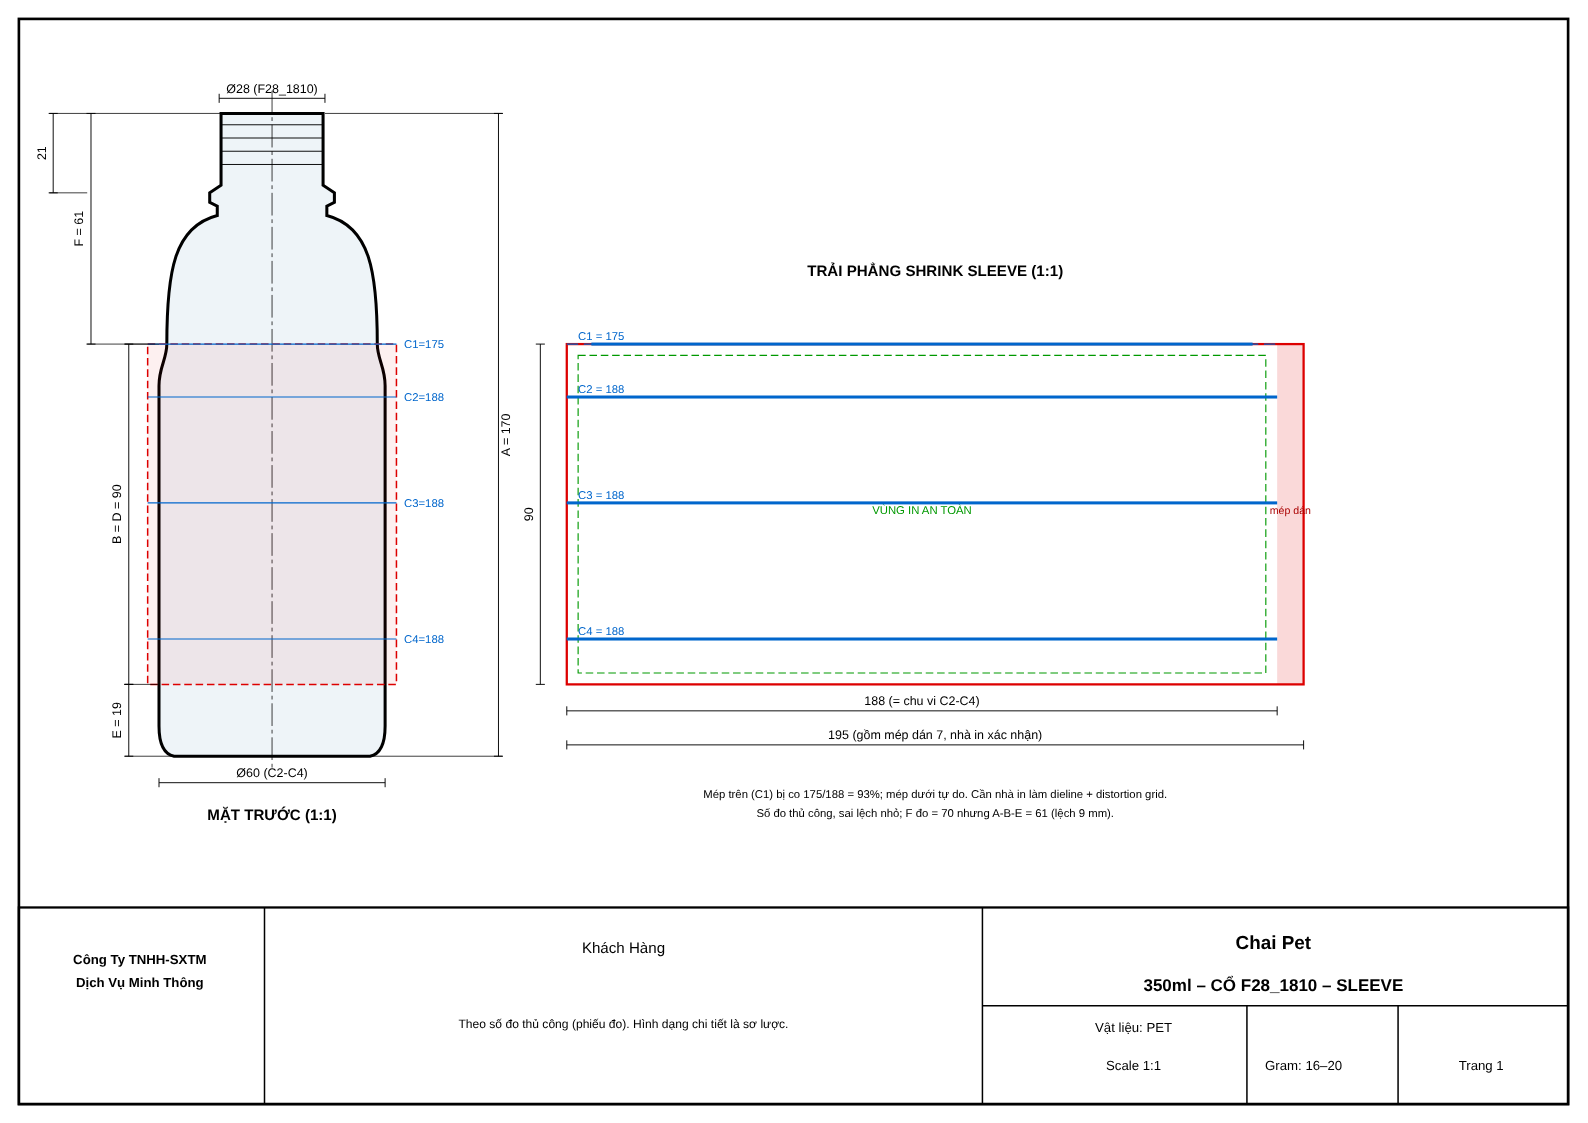 Ø28 (F28_1810)
21
F = 61
TRẢI PHẲNG SHRINK SLEEVE (1:1)
C1=175
C1 = 175
C2=188
C2 = 188
A = 170
B = D = 90
C3=188
90
C3 = 188
VÙNG IN AN TOÀN
mép dán
C4=188
C4 = 188
E = 19
188 (= chu vi C2-C4)
195 (gồm mép dán 7, nhà in xác nhận)
Ø60 (C2-C4)
MẶT TRƯỚC (1:1)
Mép trên (C1) bị co 175/188 = 93%; mép dưới tự do. Cần nhà in làm dieline + distortion grid.
Số đo thủ công, sai lệch nhỏ; F đo = 70 nhưng A-B-E = 61 (lệch 9 mm).
Công Ty TNHH-SXTM
Dịch Vụ Minh Thông
Khách Hàng
Theo số đo thủ công (phiếu đo). Hình dạng chi tiết là sơ lược.
Chai Pet
350ml – CỔ F28_1810 – SLEEVE
Vật liệu: PET
Scale 1:1
Gram: 16–20
Trang 1